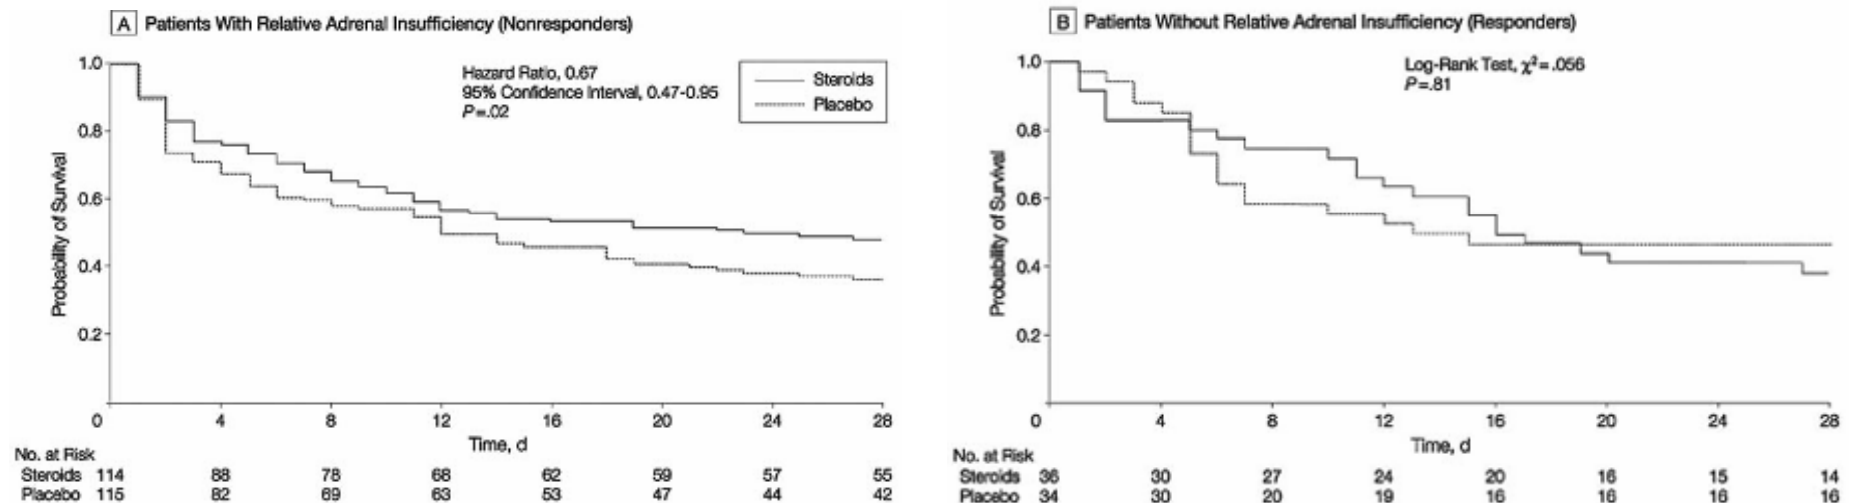 A Patients With Relative Adrenal Insufficiency (Nonresponders)
Hazard Ratio, 0.67
95% Confidence Interval, 0.47-0.95
P=.02
Steroids
Placebo
Probability of Survival
1.0
0.8
0.6
0.4
0.2
0 4 8 12 16 20 24 28
Time, d
No. at Risk
Steroids 114 88 78 68 62 59 57 55
Placebo 115 82 69 63 53 47 44 42
B Patients Without Relative Adrenal Insufficiency (Responders)
Log-Rank Test, χ²=.056
P=.81
Probability of Survival
1.0
0.8
0.6
0.4
0.2
0 4 8 12 16 20 24 28
Time, d
No. at Risk
Steroids 36 30 27 24 20 16 15 14
Placebo 34 30 20 19 16 16 16 16